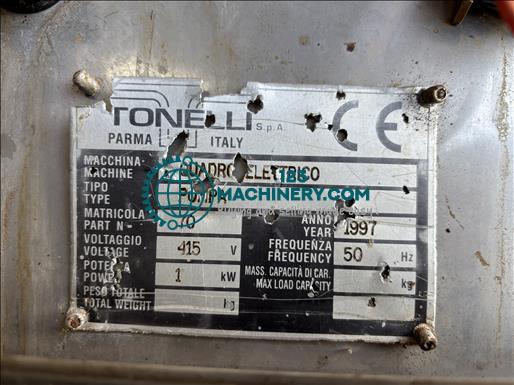 TONELLI S.p.A.
PARMA ITALY
CE
MACCHINA- QUADRO ELETTRICO
MACHINE
TIPO
TYPE
MATRICOLA ANNO 1997
PART N° YEAR
VOLTAGGIO 415 V FREQUENZA 50 Hz
VOLTAGE FREQUENCY
POTENZA 1 kW MASS. CAPACITÀ DI CAR. kg
POWER MAX LOAD CAPACITY
PESO TOTALE kg
TOTAL WEIGHT
IBS
MACHINERY.COM